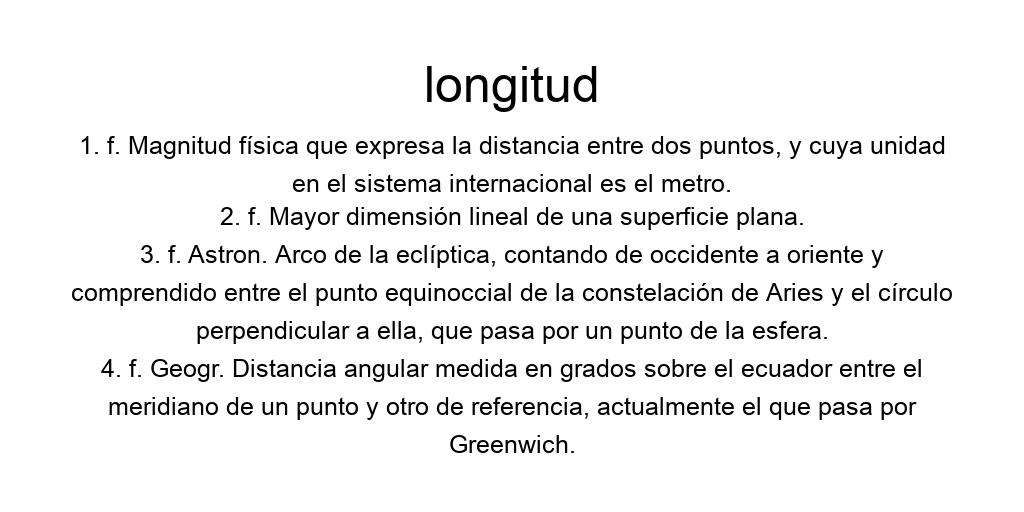 longitud
1. f. Magnitud física que expresa la distancia entre dos puntos, y cuya unidad
en el sistema internacional es el metro.
2. f. Mayor dimensión lineal de una superficie plana.
3. f. Astron. Arco de la eclíptica, contando de occidente a oriente y
comprendido entre el punto equinoccial de la constelación de Aries y el círculo
perpendicular a ella, que pasa por un punto de la esfera.
4. f. Geogr. Distancia angular medida en grados sobre el ecuador entre el
meridiano de un punto y otro de referencia, actualmente el que pasa por
Greenwich.